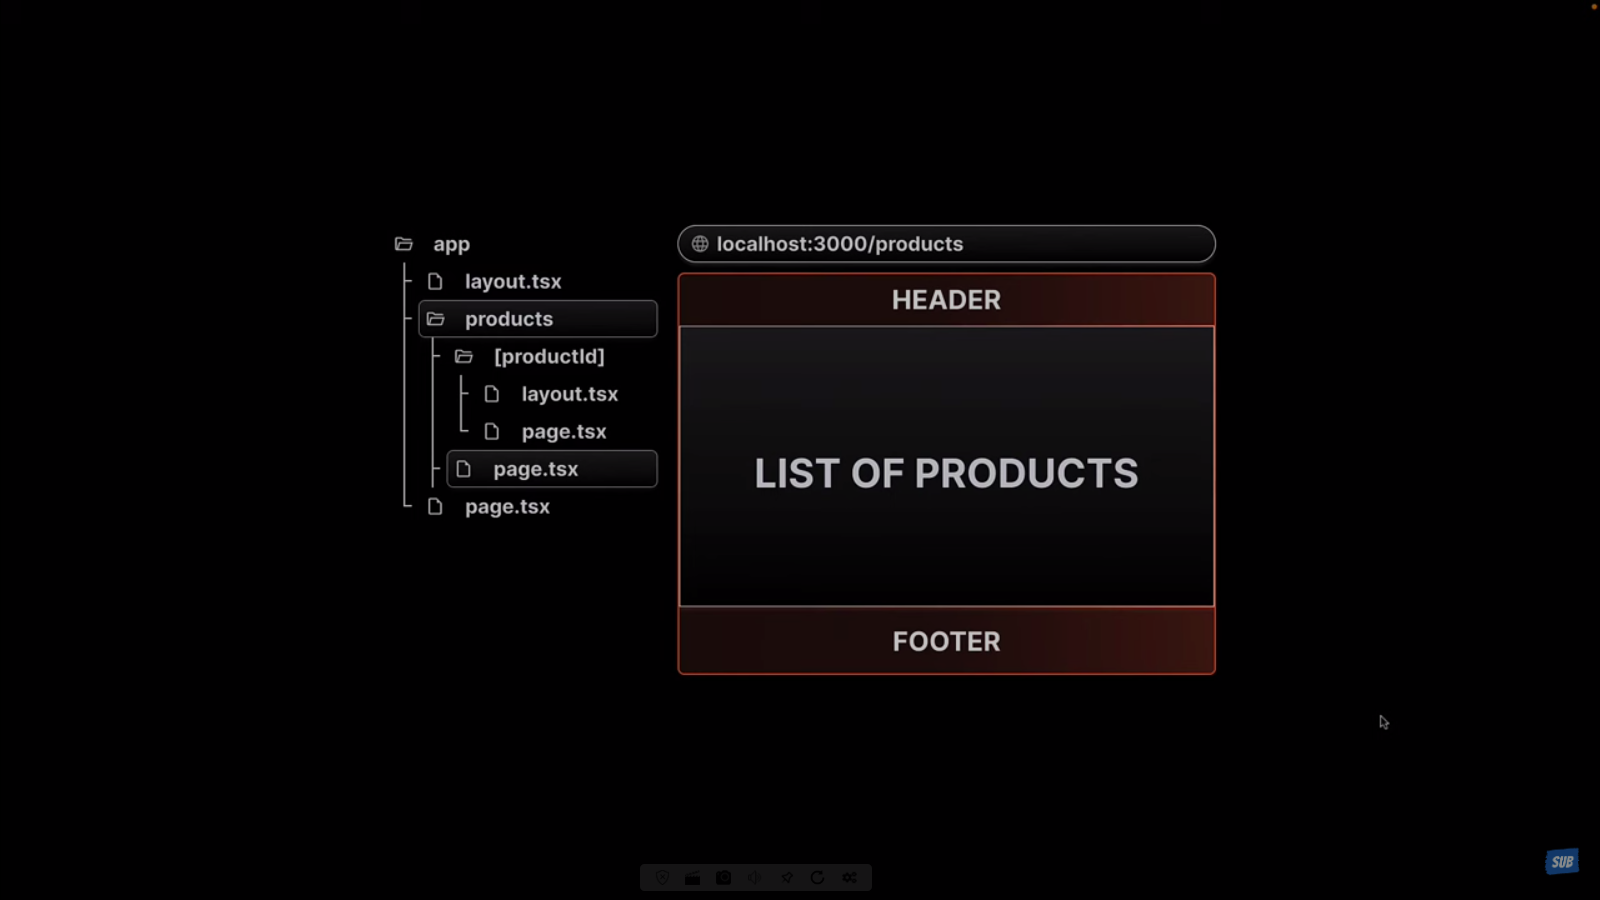 app
layout.tsx
products
[productId]
layout.tsx
page.tsx
page.tsx
page.tsx
localhost:3000/products
HEADER
LIST OF PRODUCTS
FOOTER
SUB